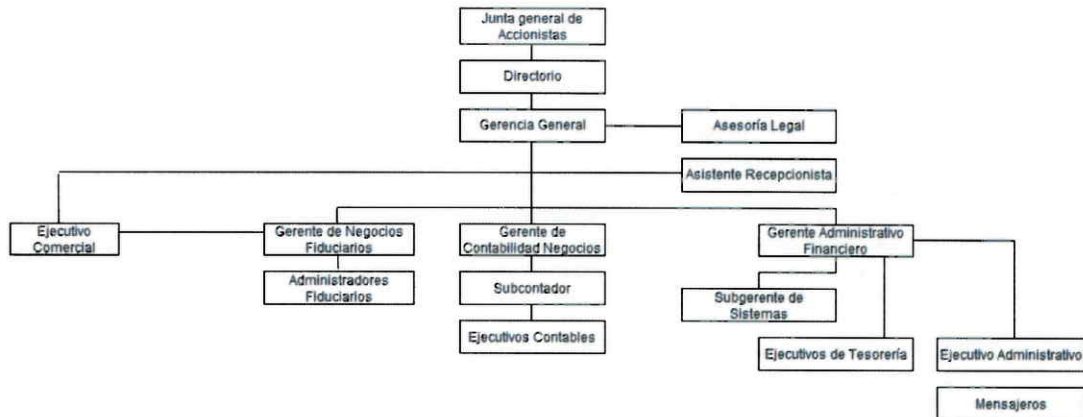 Junta general de
Accionistas
Directorio
Gerencia General
Asesoría Legal
Asistente Recepcionista
Ejecutivo
Comercial
Gerente de Negocios
Fiduciarios
Gerente de
Contabilidad Negocios
Gerente Administrativo
Financiero
Administradores
Fiduciarios
Subcontador
Subgerente de
Sistemas
Ejecutivos Contables
Ejecutivos de Tesorería
Ejecutivo Administrativo
Mensajeros